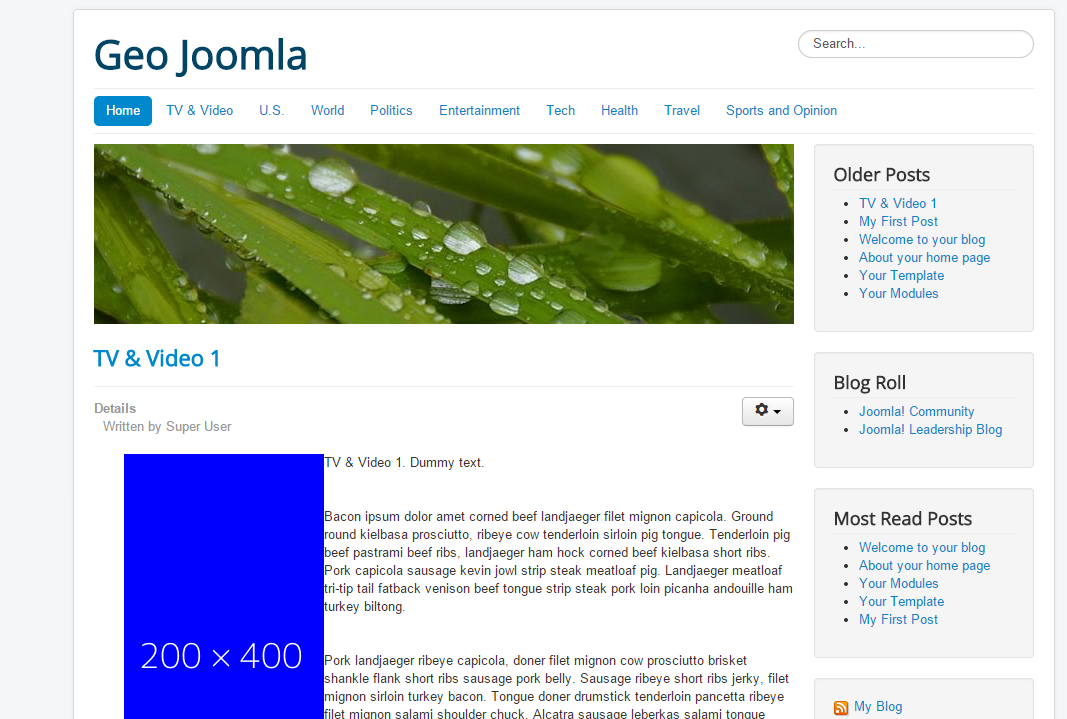 Geo Joomla
Search...
Home TV & Video U.S. World Politics Entertainment Tech Health Travel Sports and Opinion
TV & Video 1
Details
Written by Super User
200 × 400
TV & Video 1. Dummy text.
Bacon ipsum dolor amet corned beef landjaeger filet mignon capicola. Ground
round kielbasa prosciutto, ribeye cow tenderloin sirloin pig tongue. Tenderloin pig
beef pastrami beef ribs, landjaeger ham hock corned beef kielbasa short ribs.
Pork capicola sausage kevin jowl strip steak meatloaf pig. Landjaeger meatloaf
tri-tip tail fatback venison beef tongue strip steak pork loin picanha andouille ham
turkey biltong.
Pork landjaeger ribeye capicola, doner filet mignon cow prosciutto brisket
shankle flank short ribs sausage pork belly. Sausage ribeye short ribs jerky, filet
mignon sirloin turkey bacon. Tongue doner drumstick tenderloin pancetta ribeye
filet mignon salami shoulder chuck. Alcatra sausage leberkas salami tongue
Older Posts
TV & Video 1
My First Post
Welcome to your blog
About your home page
Your Template
Your Modules
Blog Roll
Joomla! Community
Joomla! Leadership Blog
Most Read Posts
Welcome to your blog
About your home page
Your Modules
Your Template
My First Post
My Blog